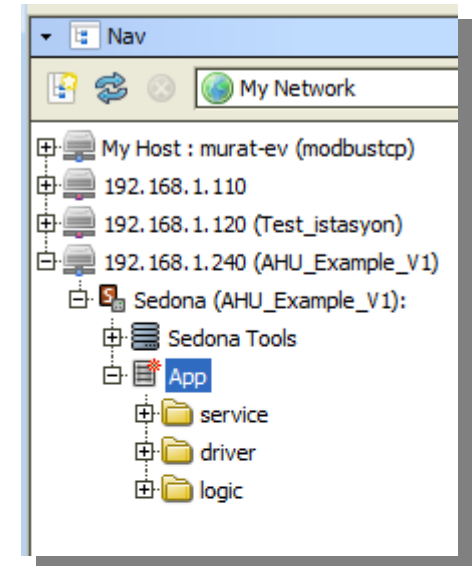 Nav
My Network
My Host : murat-ev (modbustcp)
192.168.1.110
192.168.1.120 (Test_istasyon)
192.168.1.240 (AHU_Example_V1)
Sedona (AHU_Example_V1):
Sedona Tools
App
service
driver
logic